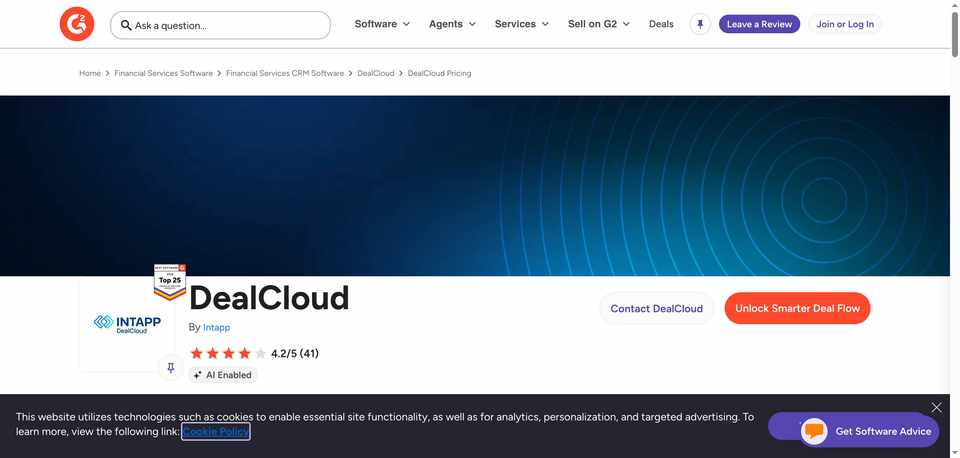 Ask a question...
Software
Agents
Services
Sell on G2
Deals
Leave a Review
Join or Log In
Home > Financial Services Software > Financial Services CRM Software > DealCloud > DealCloud Pricing
BEST SOFTWARE
Top 25
INTAPP
DealCloud
DealCloud
By Intapp
4.2/5 (41)
AI Enabled
Contact DealCloud
Unlock Smarter Deal Flow
This website utilizes technologies such as cookies to enable essential site functionality, as well as for analytics, personalization, and targeted advertising. To
learn more, view the following link: Cookie Policy
Get Software Advice